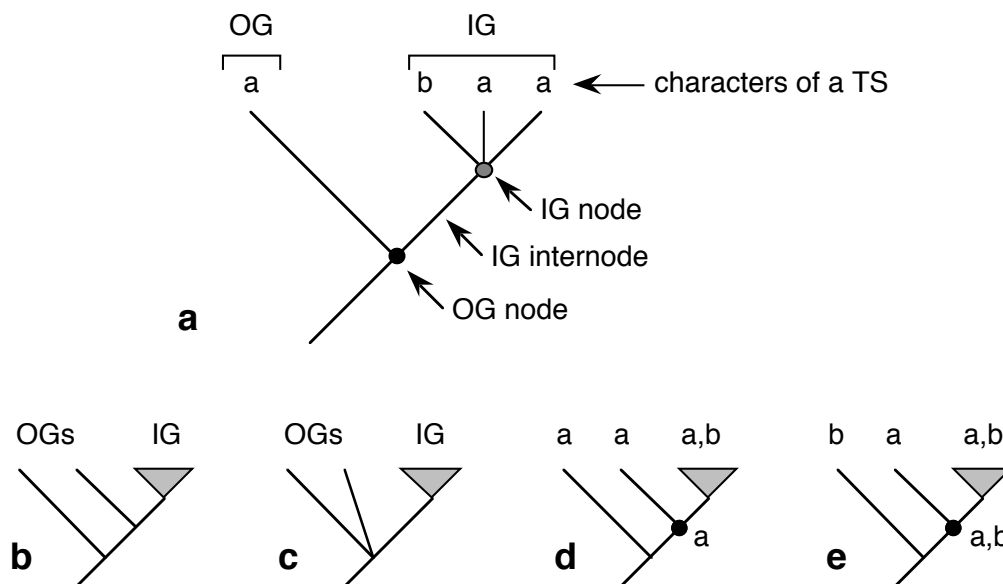 OG IG
a b a a characters of a TS
IG node
IG internode
OG node
a
OGs IG OGs IG a a a,b b a a,b
a a,b
b c d e